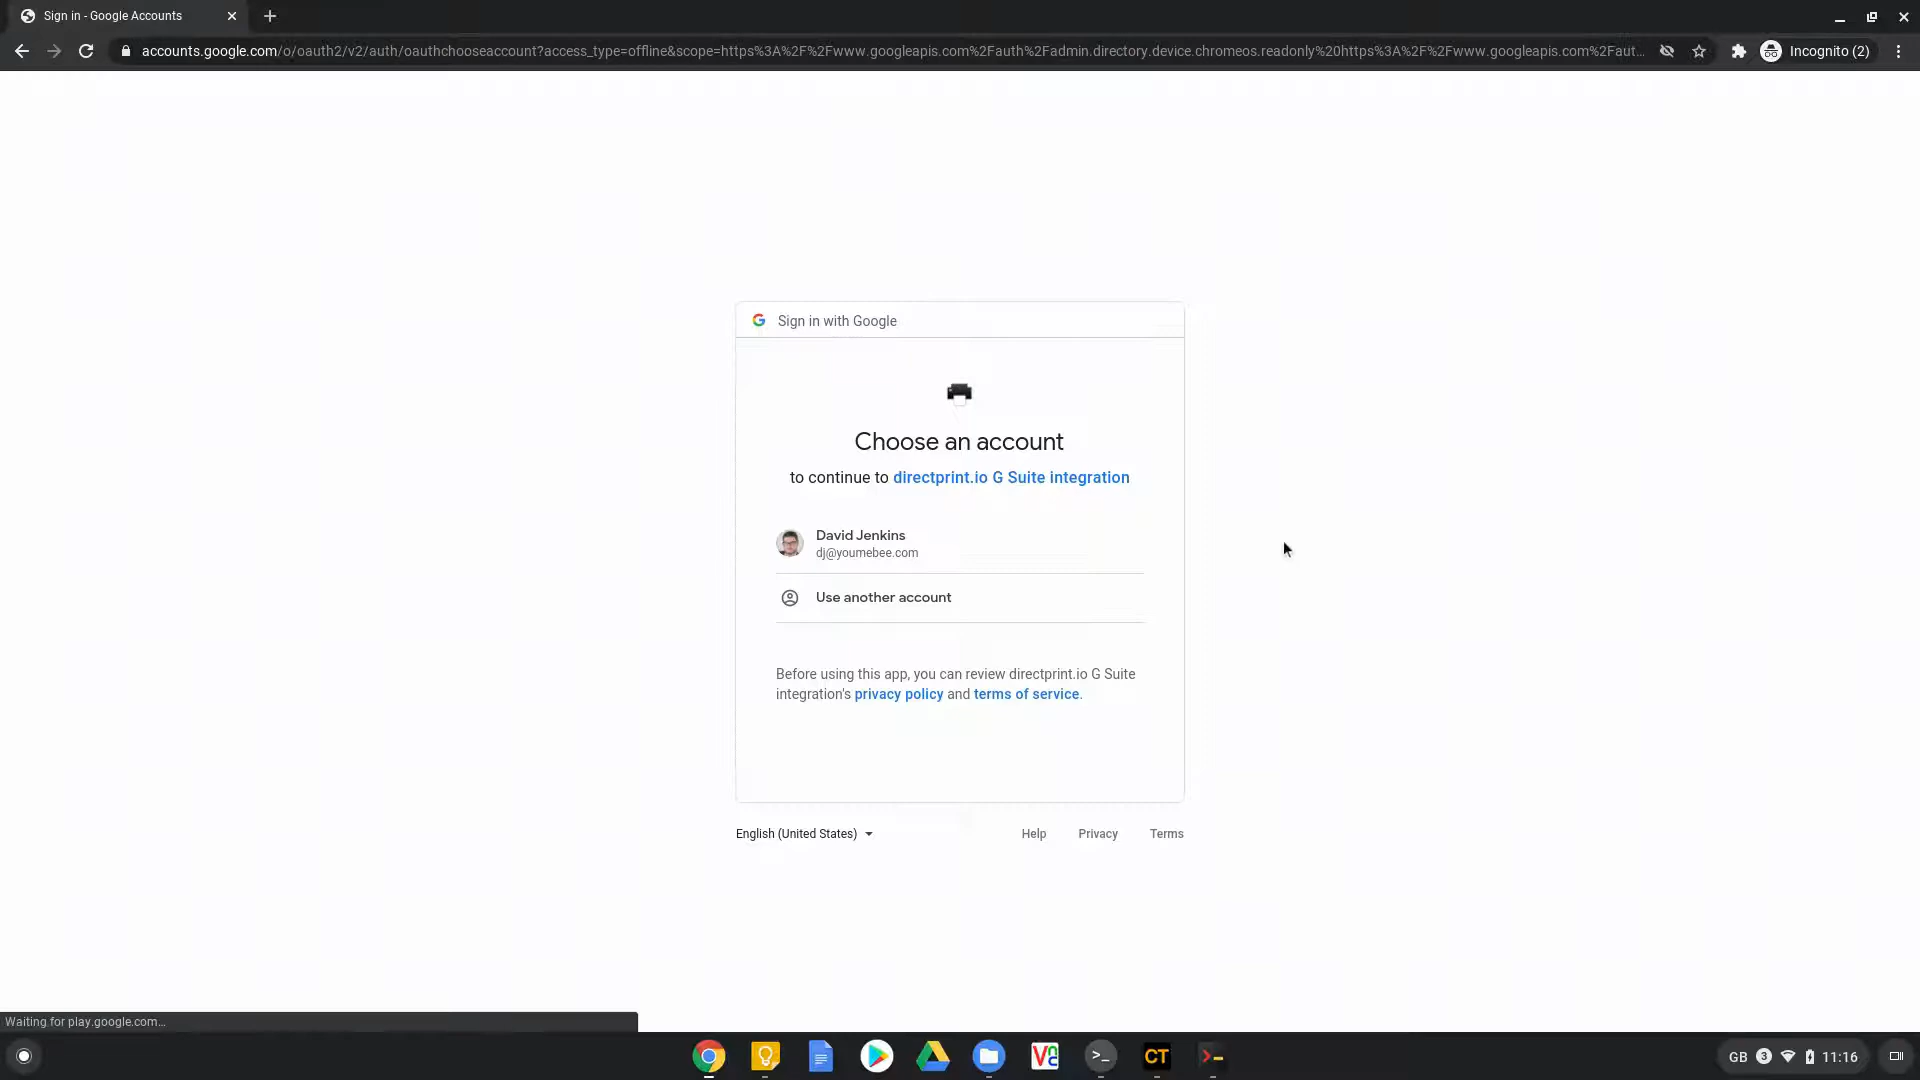 Sign in - Google Accounts
accounts.google.com/o/oauth2/v2/auth/oauthchooseaccount?access_type=offline&scope=https%3A%2F%2Fwww.googleapis.com%2Fauth%2Fadmin.directory.device.chromeos.readonly%20https%3A%2F%2Fwww.googleapis.com%2Faut...
Incognito (2)
Sign in with Google
Choose an account
to continue to directprint.io G Suite integration
David Jenkins
dj@youmebee.com
Use another account
Before using this app, you can review directprint.io G Suite
integration's privacy policy and terms of service.
English (United States)
Help
Privacy
Terms
Waiting for play.google.com...
VNC
>_
CT
GB
3
11:16